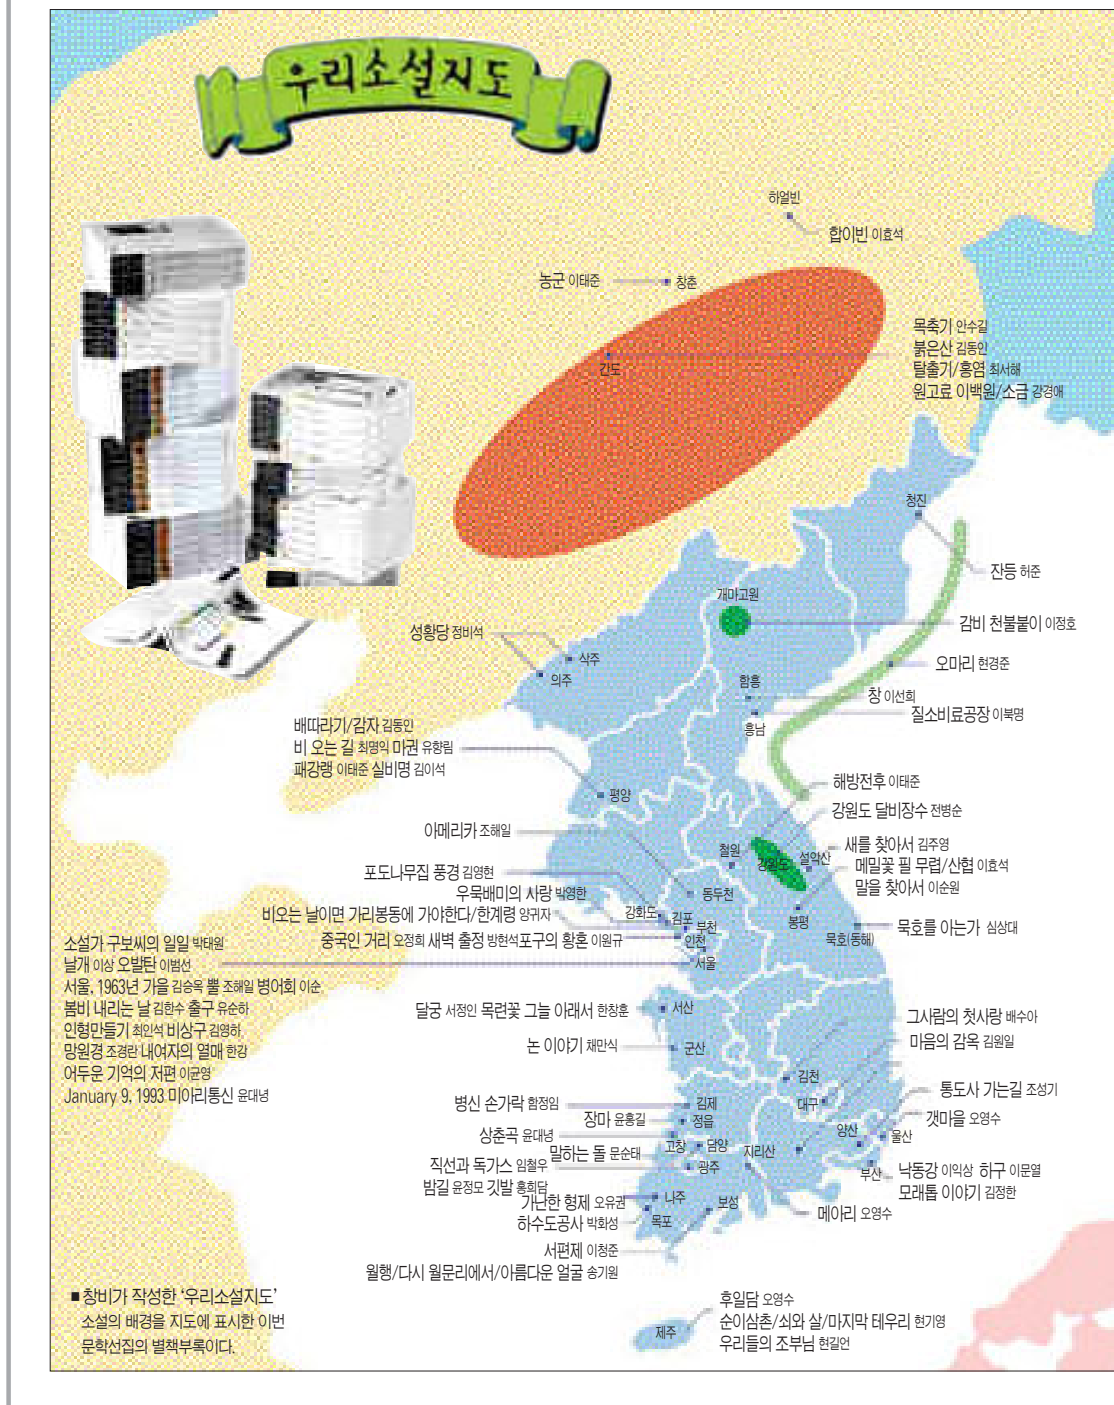 우리소설지도
하얼빈
합이빈 이효석
농군 이태준
창춘
목축기 안수길
붉은산 김동인
탈출기/홍염 최서해
원고료 이백원/소금 강경애
간도
청진
잔등 허준
개마고원
감비 천불붙이 이정호
성황당 정비석
삭주
의주
오마리 현경준
함흥
창 이선희
질소비료공장 이북명
흥남
배따라기/감자 김동인
비 오는 길 최명익 마권 유항림
패강랭 이태준 실비명 김이석
평양
해방전후 이태준
강원도 달비장수 전병순
아메리카 조해일
철원
강원도
설악산
새를 찾아서 김주영
메밀꽃 필 무렵/산협 이효석
말을 찾아서 이순원
포도나무집 풍경 김영현
동두천
우묵배미의 사랑 박영한
비오는 날이면 가리봉동에 가야한다/한계령 양귀자
강화도
김포
부천
봉평
묵호를 아는가 심상대
묵호(동해)
중국인 거리 오정희 새벽 출정 방현석 포구의 황혼 이원규
인천
서울
소설가 구보씨의 일일 박태원
날개 이상 오발탄 이범선
서울, 1963년 가을 김승옥 뿔 조해일 병어회 이순
봄비 내리는 날 김한수 출구 유순하
인형만들기 최인석 비상구 김영하
망원경 조경란 내여자의 열매 한강
어두운 기억의 저편 이균영
January 9, 1993 미아리통신 윤대녕
달궁 서정인 목련꽃 그늘 아래서 한창훈
서산
그사람의 첫사랑 배수아
논 이야기 채만식
군산
마음의 감옥 김원일
김천
병신 손가락 함정임
김제
대구
통도사 가는길 조성기
장마 윤흥길
정읍
갯마을 오영수
상춘곡 윤대녕
고창
담양
지리산
양산
울산
말하는 돌 문순태
직선과 독가스 임철우
광주
부산
낙동강 이익상 하구 이문열
밤길 윤정모 깃발 홍희담
모래톱 이야기 김정한
가난한 형제 오유권
나주
보성
하수도공사 박화성
목포
메아리 오영수
서편제 이청준
월행/다시 월문리에서/아름다운 얼굴 송기원
■ 창비가 작성한 ‘우리소설지도’
소설의 배경을 지도에 표시한 이번
문학선집의 별책부록이다.
제주
후일담 오영수
순이삼촌/쇠와 살/마지막 테우리 현기영
우리들의 조부님 현길언